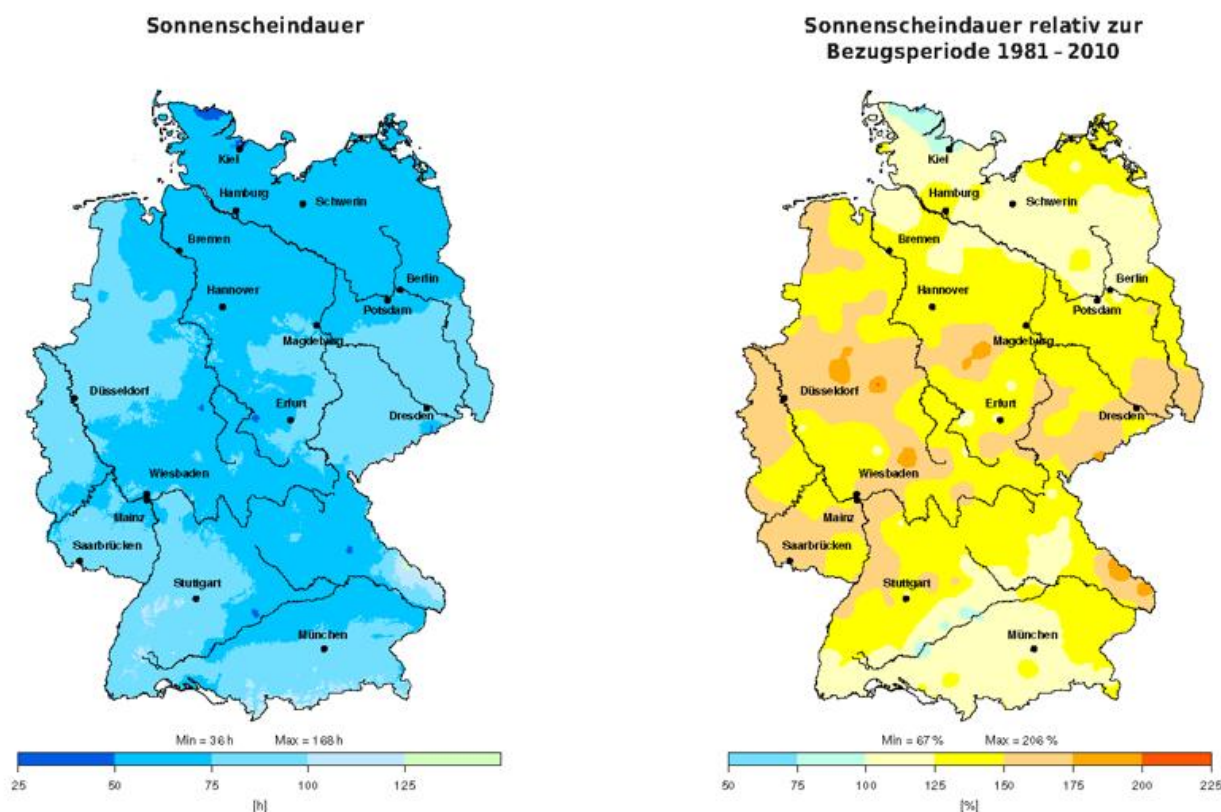 Sonnenscheindauer
Kiel
Hamburg
Schwerin
Bremen
Berlin
Hannover
Potsdam
Magdeburg
Düsseldorf
Erfurt
Dresden
Wiesbaden
Mainz
Saarbrücken
Stuttgart
München
Min = 36 h Max = 168 h
25 50 75 100 125
[h]
Sonnenscheindauer relativ zur
Bezugsperiode 1981 – 2010
Kiel
Hamburg
Schwerin
Bremen
Berlin
Hannover
Potsdam
Magdeburg
Düsseldorf
Erfurt
Dresden
Wiesbaden
Mainz
Saarbrücken
Stuttgart
München
Min = 67 % Max = 206 %
50 75 100 125 150 175 200 225
[%]